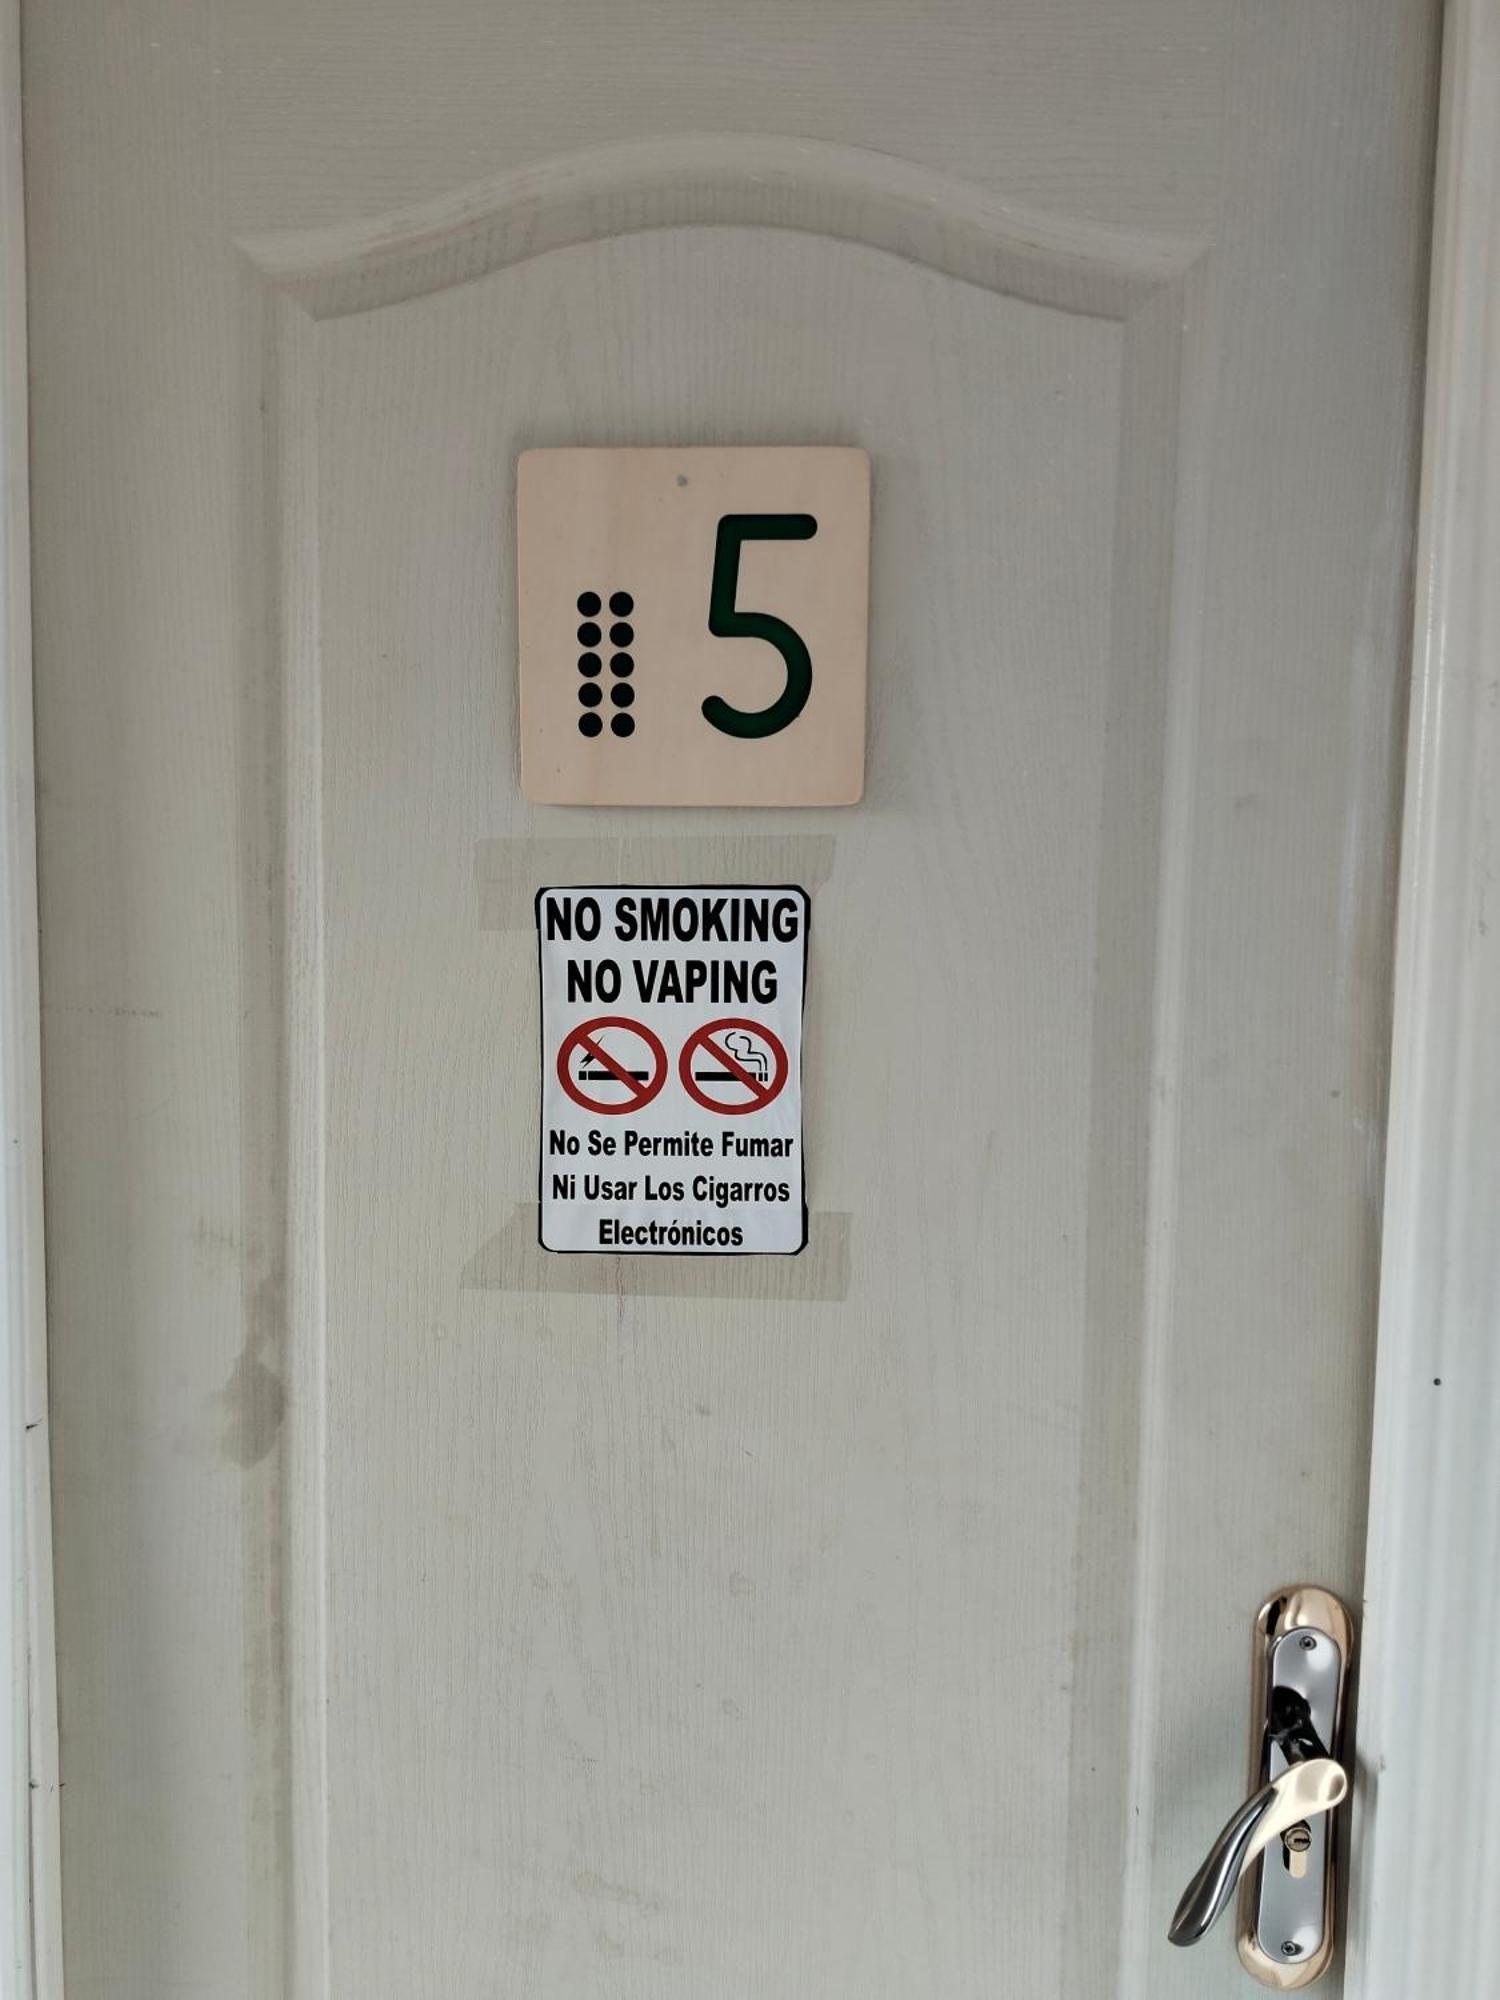 5
NO SMOKING
NO VAPING
No Se Permite Fumar
Ni Usar Los Cigarros
Electrónicos